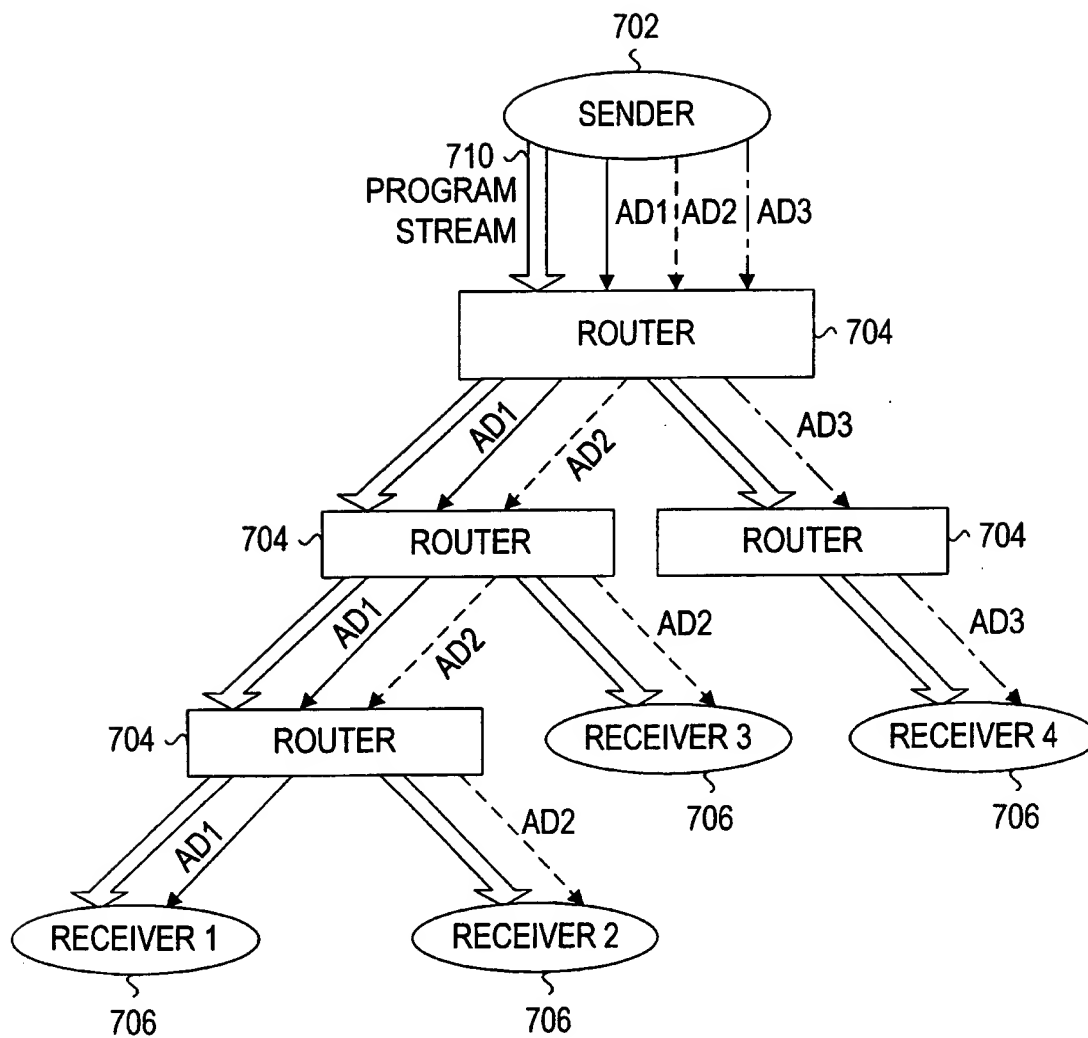 702
SENDER
710
PROGRAM
STREAM
AD1
AD2
AD3
ROUTER
704
AD1
AD2
AD3
704
ROUTER
ROUTER
704
AD1
AD2
AD2
AD3
704
ROUTER
RECEIVER 3
RECEIVER 4
AD1
AD2
706
706
RECEIVER 1
RECEIVER 2
706
706